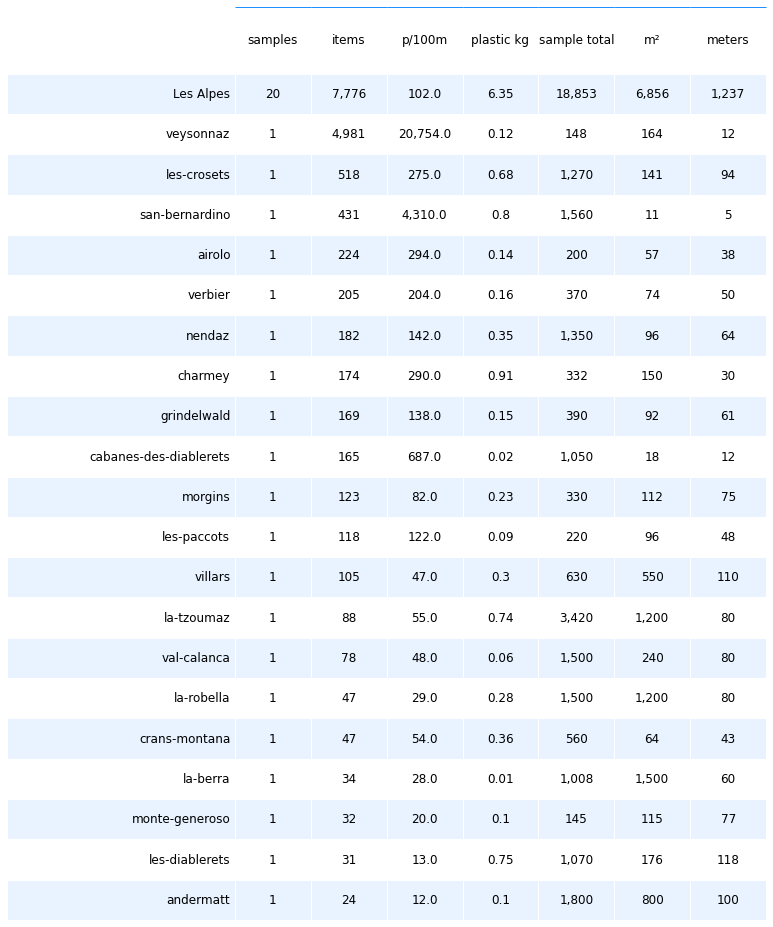 samples items p/100m plastic kg sample total m² meters
Les Alpes 20 7,776 102.0 6.35 18,853 6,856 1,237
veysonnaz 1 4,981 20,754.0 0.12 148 164 12
les-crosets 1 518 275.0 0.68 1,270 141 94
san-bernardino 1 431 4,310.0 0.8 1,560 11 5
airolo 1 224 294.0 0.14 200 57 38
verbier 1 205 204.0 0.16 370 74 50
nendaz 1 182 142.0 0.35 1,350 96 64
charmey 1 174 290.0 0.91 332 150 30
grindelwald 1 169 138.0 0.15 390 92 61
cabanes-des-diablerets 1 165 687.0 0.02 1,050 18 12
morgins 1 123 82.0 0.23 330 112 75
les-paccots 1 118 122.0 0.09 220 96 48
villars 1 105 47.0 0.3 630 550 110
la-tzoumaz 1 88 55.0 0.74 3,420 1,200 80
val-calanca 1 78 48.0 0.06 1,500 240 80
la-robella 1 47 29.0 0.28 1,500 1,200 80
crans-montana 1 47 54.0 0.36 560 64 43
la-berra 1 34 28.0 0.01 1,008 1,500 60
monte-generoso 1 32 20.0 0.1 145 115 77
les-diablerets 1 31 13.0 0.75 1,070 176 118
andermatt 1 24 12.0 0.1 1,800 800 100